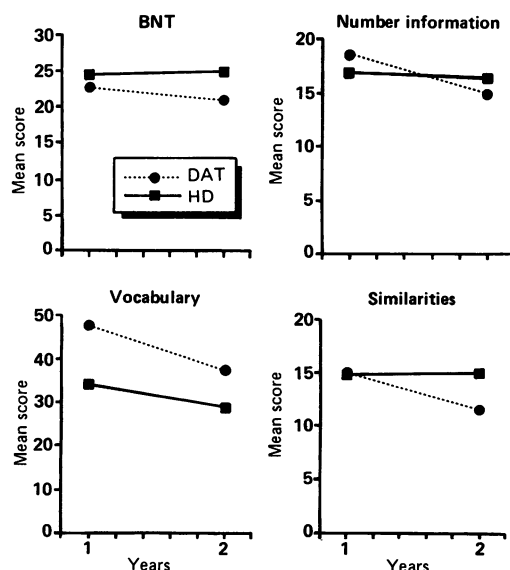 BNT
30
25
20
15
10
5
0
Mean score
DAT
HD
Number information
20
15
10
5
0
Mean score
Vocabulary
50
40
30
20
10
0
Mean score
1
2
Years
Similarities
20
15
10
5
0
Mean score
1
2
Years